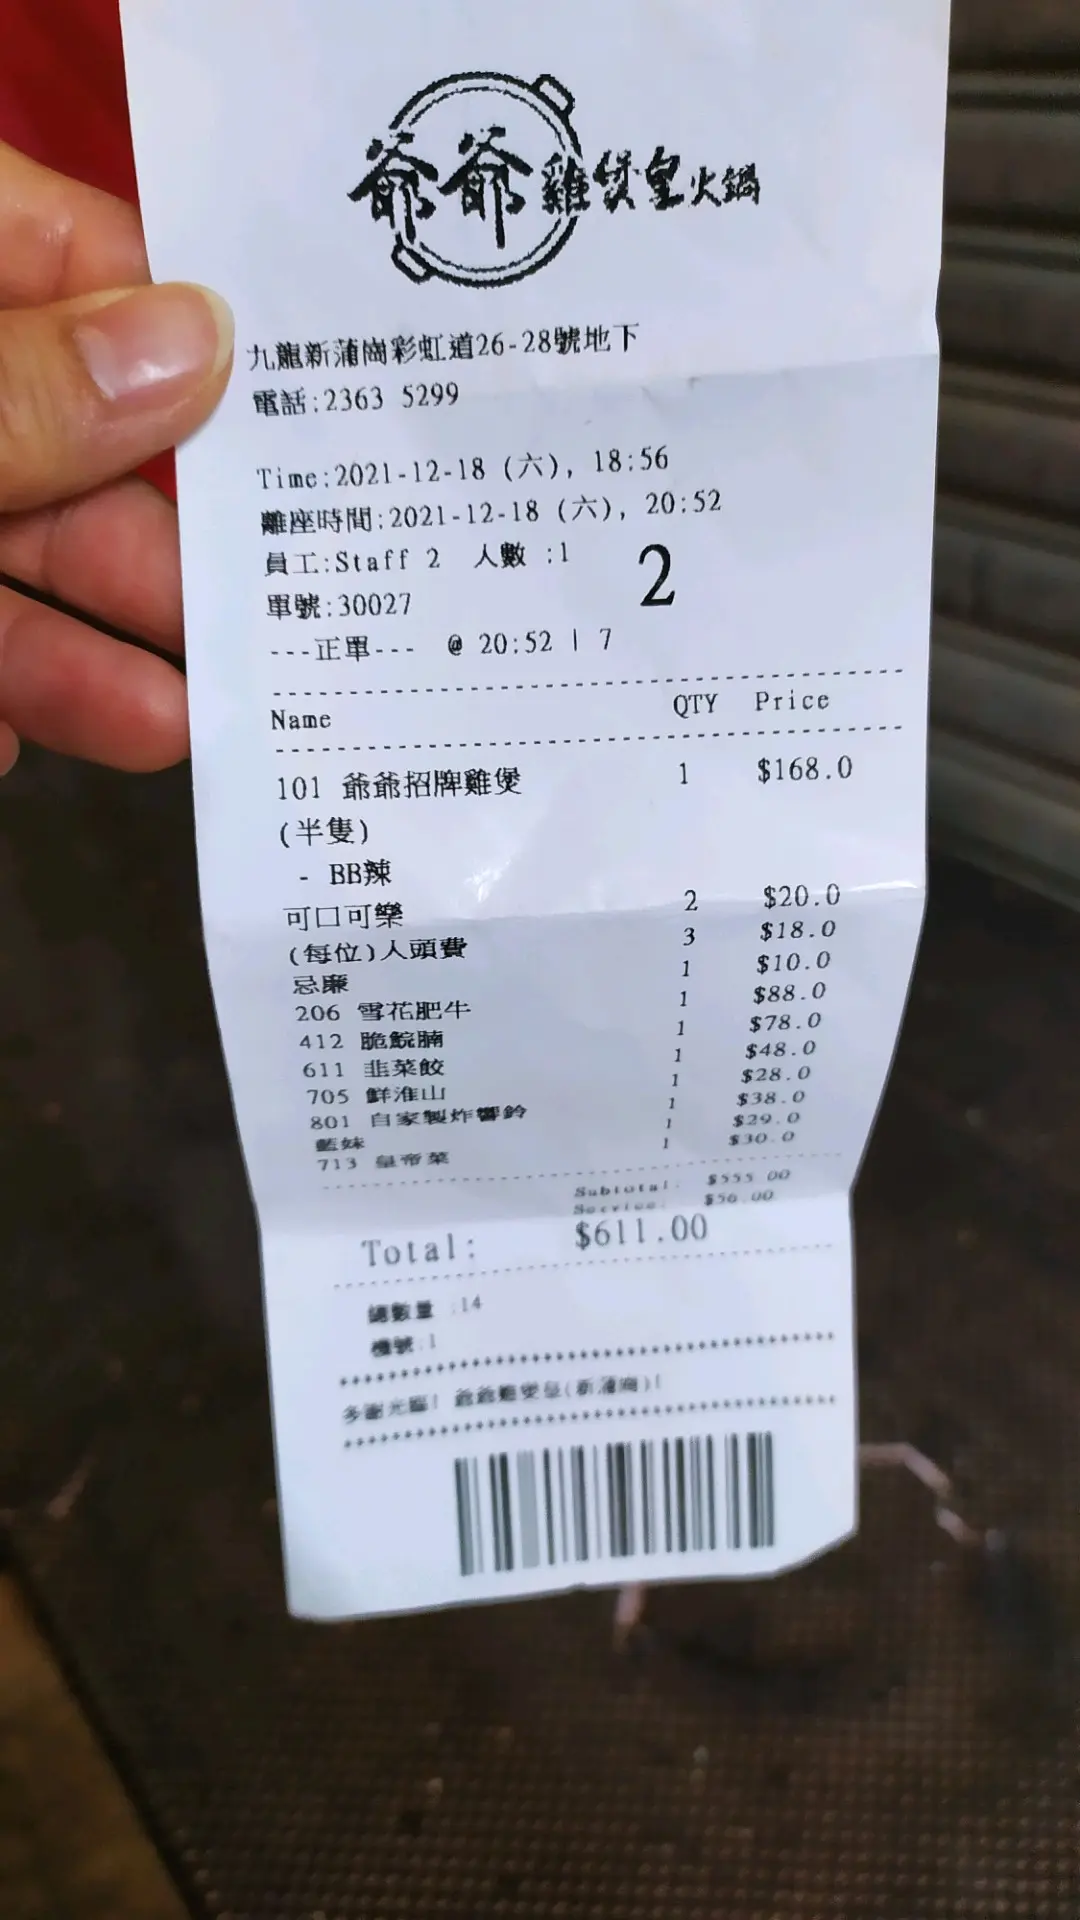 爺爺雞煲皇火鍋
九龍新蒲崗彩虹道26-28號地下
電話:2363 5299
Time:2021-12-18 (六), 18:56
離座時間:2021-12-18 (六), 20:52
員工:Staff 2 人數 :1
2
單號:30027
---正單--- @ 20:52 | 7
Name QTY Price
101 爺爺招牌雞煲 1 $168.0
(半隻)
- BB辣
可口可樂 2 $20.0
(每位)人頭費 3 $18.0
忌廉 1 $10.0
206 雪花肥牛 1 $88.0
412 脆鯇腩 1 $78.0
611 韭菜餃 1 $48.0
705 鮮淮山 1 $28.0
801 自家製炸響鈴 1 $38.0
藍妹 1 $29.0
713 皇帝菜 1 $30.0
Subtotal: $555.00
Service: $56.00
Total: $611.00
總數量 :14
機號:1
多謝光臨! 爺爺雞煲皇(新蒲崗)!